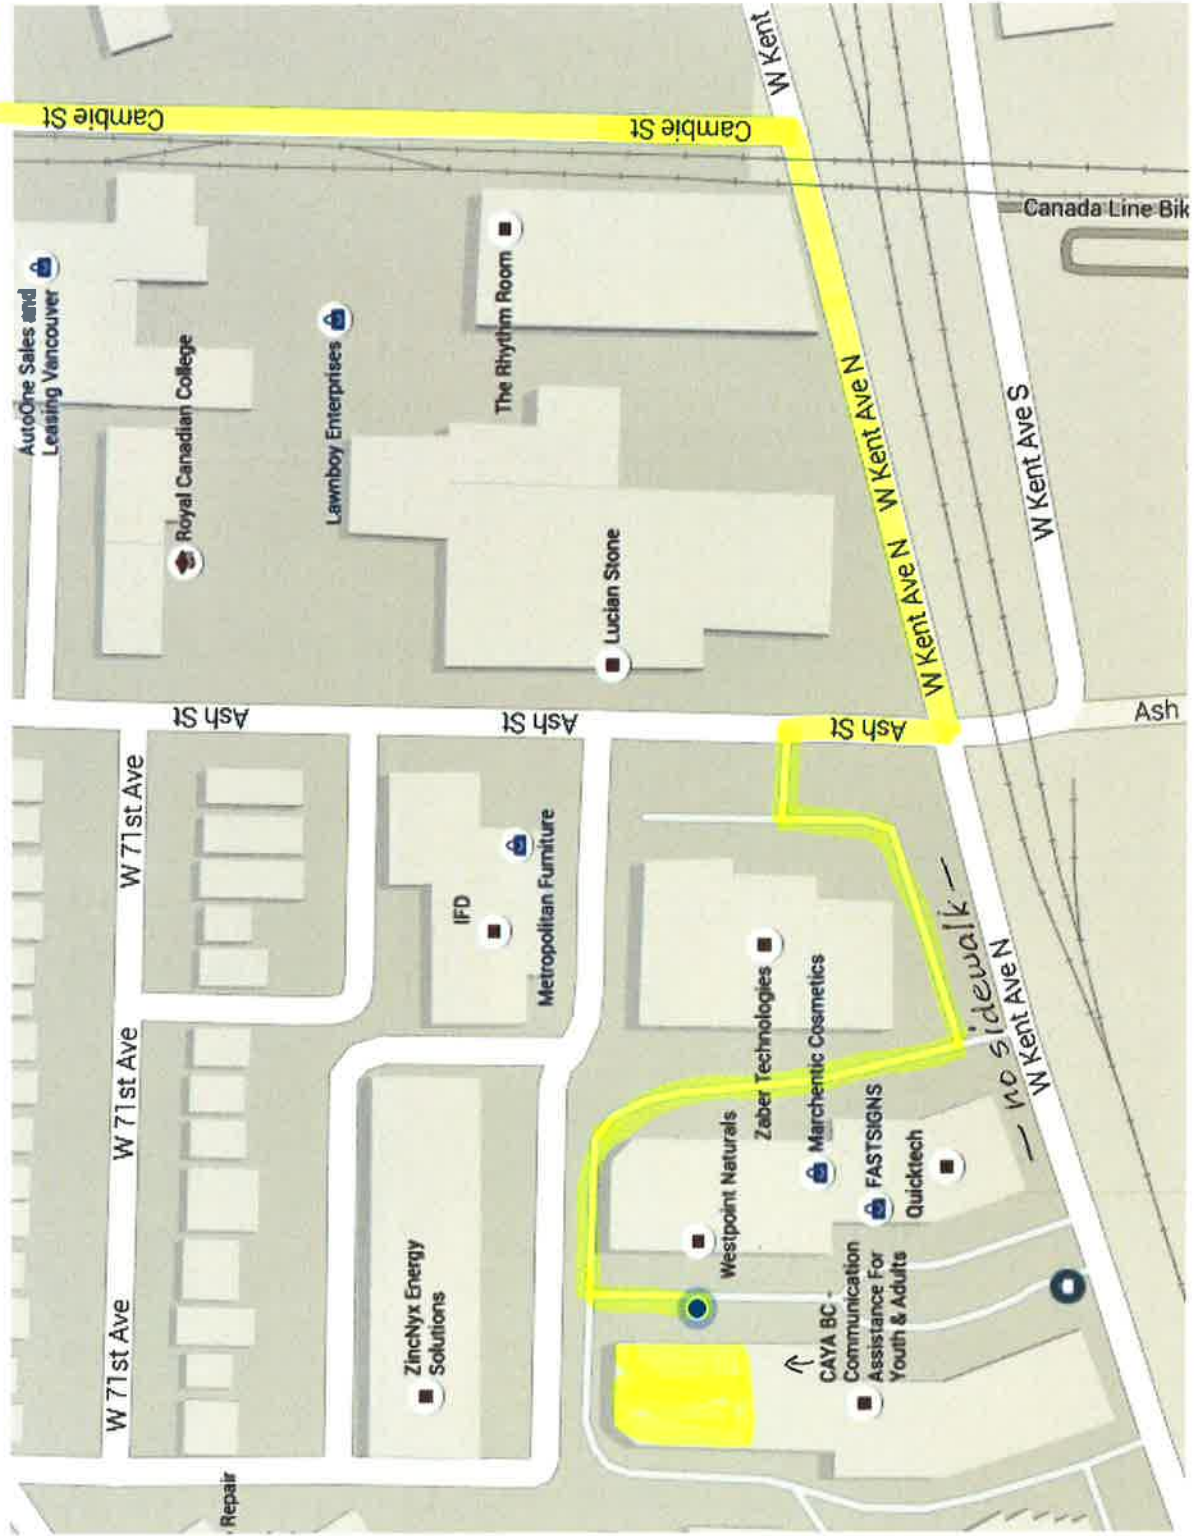 Cambie St
Cambie St
W Kent
Canada Line Bik
AutoOne Sales and
Leasing Vancouver
Royal Canadian College
Lawnboy Enterprises
The Rhythm Room
W Kent Ave N
W Kent Ave N
W Kent Ave S
Lucian Stone
Ash St
Ash St
Ash St
Ash
W 71st Ave
IFD
Metropolitan Furniture
W 71st Ave
Zaber Technologies
Marchentic Cosmetics
— no sidewalk —
W Kent Ave N
Westpoint Naturals
FASTSIGNS
Quicktech
W 71st Ave
ZincNyx Energy
Solutions
CAYA BC -
Communication
Assistance For
Youth & Adults
Repair